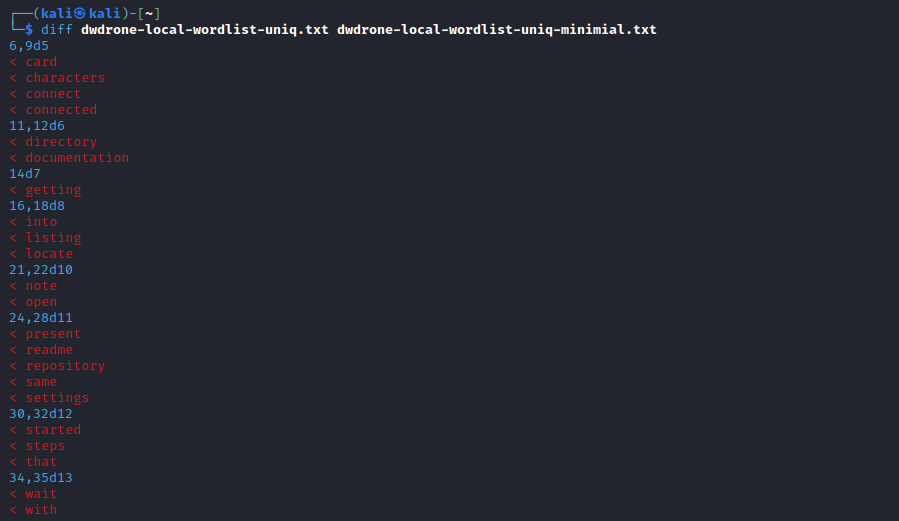 ┌──(kali㉿kali)-[~]
└─$ diff dwdrone-local-wordlist-uniq.txt dwdrone-local-wordlist-uniq-minimial.txt
6,9d5
< card
< characters
< connect
< connected
11,12d6
< directory
< documentation
14d7
< getting
16,18d8
< into
< listing
< locate
21,22d10
< note
< open
24,28d11
< present
< readme
< repository
< same
< settings
30,32d12
< started
< steps
< that
34,35d13
< wait
< with